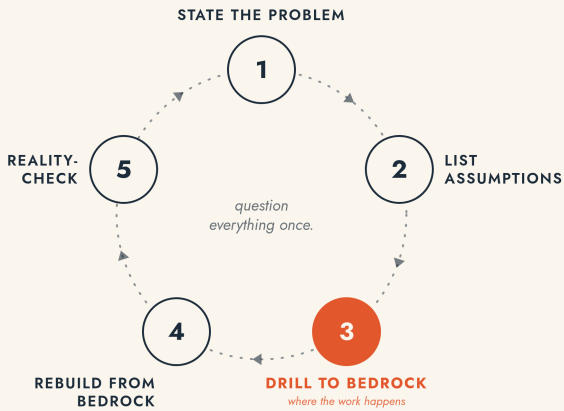 STATE THE PROBLEM
1
2
LIST
ASSUMPTIONS
3
DRILL TO BEDROCK
where the work happens
4
REBUILD FROM
BEDROCK
5
REALITY-
CHECK
question
everything once.